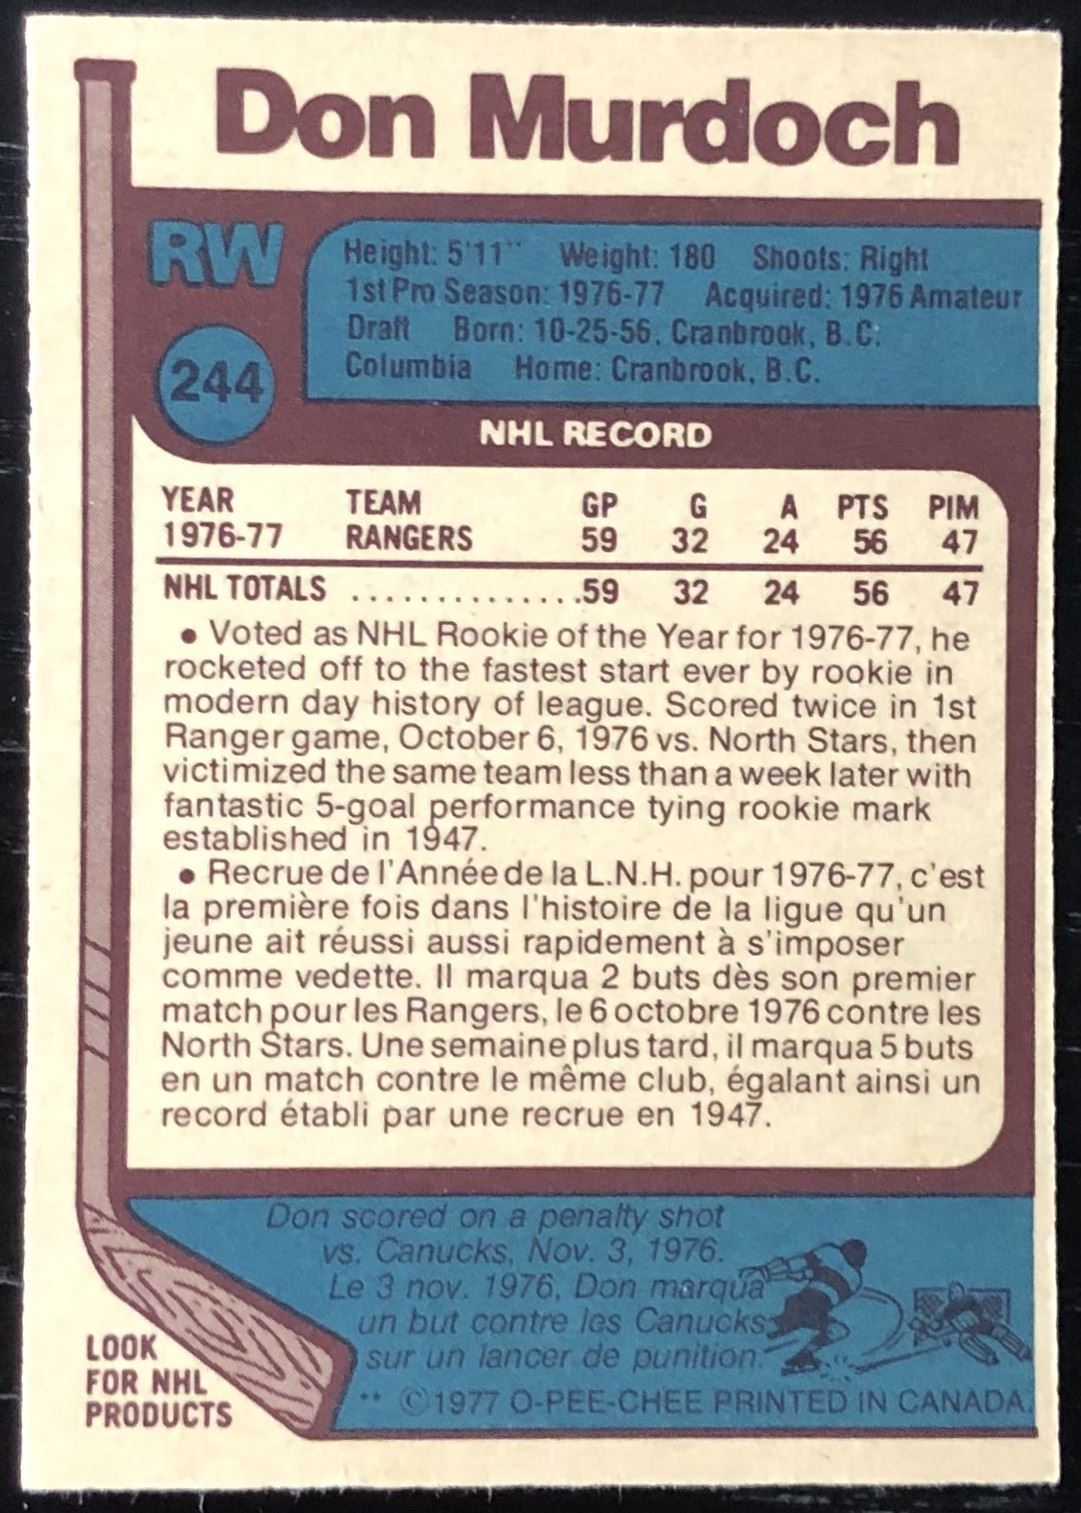 Don Murdoch
RW
244
Height: 5'11" Weight: 180 Shoots: Right
1st Pro Season: 1976-77 Acquired: 1976 Amateur
Draft Born: 10-25-56, Cranbrook, B.C.
Columbia Home: Cranbrook, B.C.
NHL RECORD
YEAR TEAM GP G A PTS PIM
1976-77 RANGERS 59 32 24 56 47
NHL TOTALS ...............59 32 24 56 47
• Voted as NHL Rookie of the Year for 1976-77, he
rocketed off to the fastest start ever by rookie in
modern day history of league. Scored twice in 1st
Ranger game, October 6, 1976 vs. North Stars, then
victimized the same team less than a week later with
fantastic 5-goal performance tying rookie mark
established in 1947.
• Recrue de l'Année de la L.N.H. pour 1976-77, c'est
la première fois dans l'histoire de la ligue qu'un
jeune ait réussi aussi rapidement à s'imposer
comme vedette. Il marqua 2 buts dès son premier
match pour les Rangers, le 6 octobre 1976 contre les
North Stars. Une semaine plus tard, il marqua 5 buts
en un match contre le même club, égalant ainsi un
record établi par une recrue en 1947.
Don scored on a penalty shot
vs. Canucks, Nov. 3, 1976.
Le 3 nov. 1976, Don marqua
un but contre les Canucks
sur un lancer de punition.
** ©1977 O-PEE-CHEE PRINTED IN CANADA.
LOOK
FOR NHL
PRODUCTS